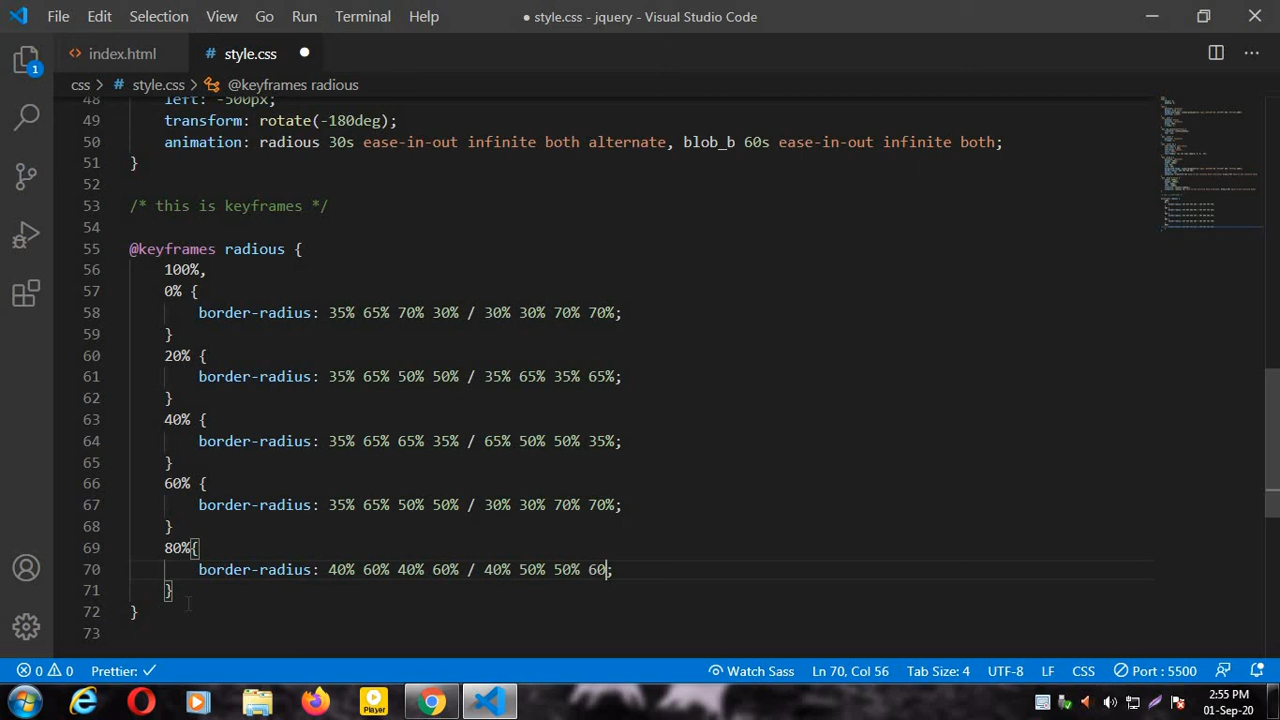 File Edit Selection View Go Run Terminal Help ● style.css - jquery - Visual Studio Code
<> index.html # style.css ●
css > # style.css > @keyframes radious
48 left: -500px;
49 transform: rotate(-180deg);
50 animation: radious 30s ease-in-out infinite both alternate, blob_b 60s ease-in-out infinite both;
51 }
52
53 /* this is keyframes */
54
55 @keyframes radious {
56 100%,
57 0% {
58 border-radius: 35% 65% 70% 30% / 30% 30% 70% 70%;
59 }
60 20% {
61 border-radius: 35% 65% 50% 50% / 35% 65% 35% 65%;
62 }
63 40% {
64 border-radius: 35% 65% 65% 35% / 65% 50% 50% 35%;
65 }
66 60% {
67 border-radius: 35% 65% 50% 50% / 30% 30% 70% 70%;
68 }
69 80%{
70 border-radius: 40% 60% 40% 60% / 40% 50% 50% 60;
71 }
72 }
73
1
0 0 Prettier: ✓ Watch Sass Ln 70, Col 56 Tab Size: 4 UTF-8 LF CSS Port : 5500
Player
2:55 PM
01-Sep-20